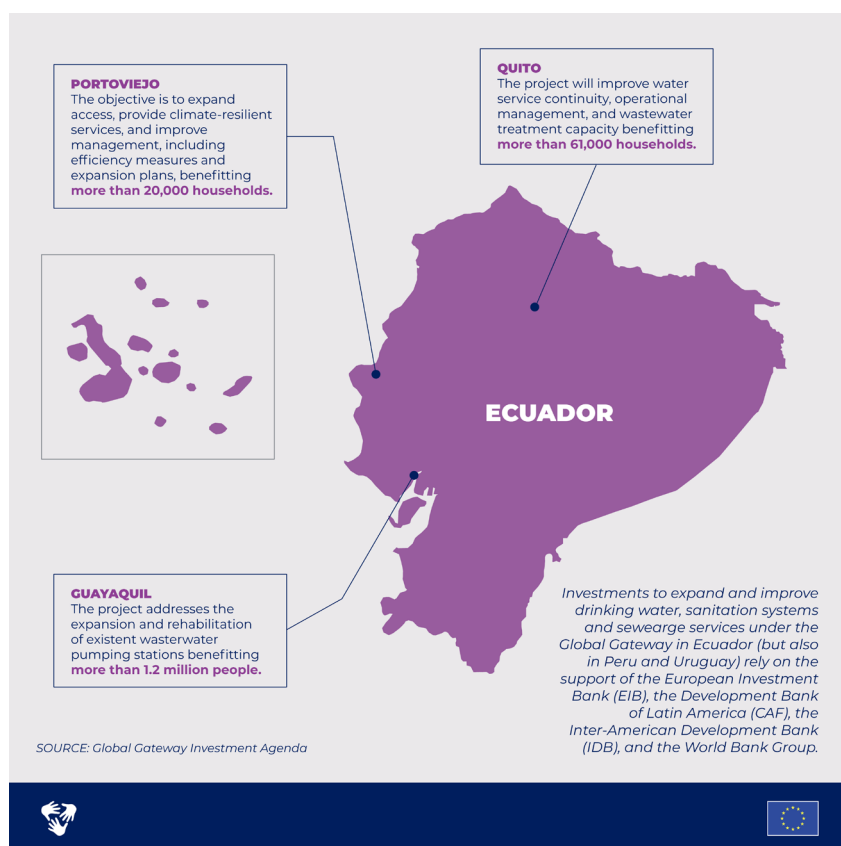 PORTOVIEJO
The objective is to expand
access, provide climate-resilient
services, and improve
management, including
efficiency measures and
expansion plans, benefitting
more than 20,000 households.
QUITO
The project will improve water
service continuity, operational
management, and wastewater
treatment capacity benefitting
more than 61,000 households.
ECUADOR
GUAYAQUIL
The project addresses the
expansion and rehabilitation
of existent wasterwater
pumping stations benefitting
more than 1.2 million people.
Investments to expand and improve
drinking water, sanitation systems
and sewearge services under the
Global Gateway in Ecuador (but also
in Peru and Uruguay) rely on the
support of the European Investment
Bank (EIB), the Development Bank
of Latin America (CAF), the
Inter-American Development Bank
(IDB), and the World Bank Group.
SOURCE: Global Gateway Investment Agenda